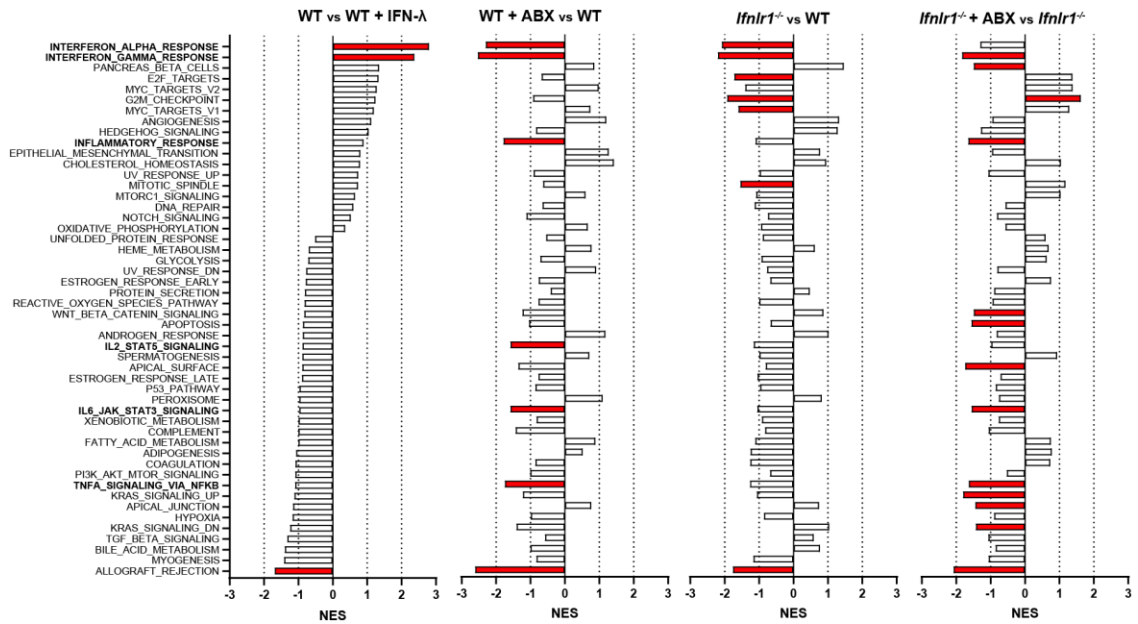 WT vs WT + IFN-λ
WT + ABX vs WT
Ifnlr1-/- vs WT
Ifnlr1-/- + ABX vs Ifnlr1-/-
INTERFERON_ALPHA_RESPONSE
INTERFERON_GAMMA_RESPONSE
PANCREAS_BETA_CELLS
E2F_TARGETS
MYC_TARGETS_V2
G2M_CHECKPOINT
MYC_TARGETS_V1
ANGIOGENESIS
HEDGEHOG_SIGNALING
INFLAMMATORY_RESPONSE
EPITHELIAL_MESENCHYMAL_TRANSITION
CHOLESTEROL_HOMEOSTASIS
UV_RESPONSE_UP
MITOTIC_SPINDLE
MTORC1_SIGNALING
DNA_REPAIR
NOTCH_SIGNALING
OXIDATIVE_PHOSPHORYLATION
UNFOLDED_PROTEIN_RESPONSE
HEME_METABOLISM
GLYCOLYSIS
UV_RESPONSE_DN
ESTROGEN_RESPONSE_EARLY
PROTEIN_SECRETION
REACTIVE_OXYGEN_SPECIES_PATHWAY
WNT_BETA_CATENIN_SIGNALING
APOPTOSIS
ANDROGEN_RESPONSE
IL2_STAT5_SIGNALING
SPERMATOGENESIS
APICAL_SURFACE
ESTROGEN_RESPONSE_LATE
P53_PATHWAY
PEROXISOME
IL6_JAK_STAT3_SIGNALING
XENOBIOTIC_METABOLISM
COMPLEMENT
FATTY_ACID_METABOLISM
ADIPOGENESIS
COAGULATION
PI3K_AKT_MTOR_SIGNALING
TNFA_SIGNALING_VIA_NFKB
KRAS_SIGNALING_UP
APICAL_JUNCTION
HYPOXIA
KRAS_SIGNALING_DN
TGF_BETA_SIGNALING
BILE_ACID_METABOLISM
MYOGENESIS
ALLOGRAFT_REJECTION
-3 -2 -1 0 1 2 3
NES
-3 -2 -1 0 1 2 3
NES
-3 -2 -1 0 1 2 3
NES
-3 -2 -1 0 1 2 3
NES